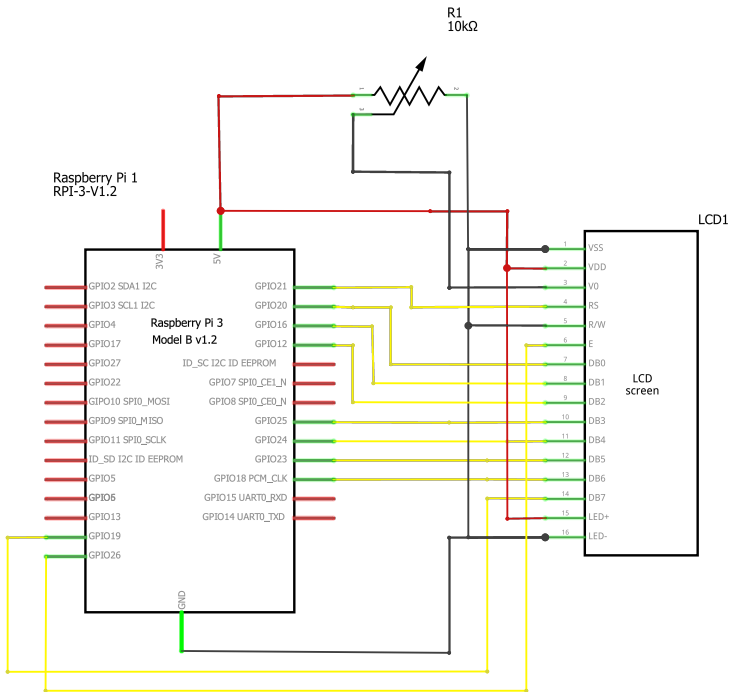 R1
10kΩ
1
2
3
Raspberry Pi 1
RPI-3-V1.2
LCD1
3V3
5V
1 VSS
2 VDD
3 V0
4 RS
5 R/W
6 E
7 DB0
8 DB1
9 DB2
10 DB3
11 DB4
12 DB5
13 DB6
14 DB7
15 LED+
16 LED-
LCD
screen
Raspberry Pi 3
Model B v1.2
GPIO2 SDA1 I2C
GPIO3 SCL1 I2C
GPIO4
GPIO17
GPIO27
GPIO22
GIPO10 SPI0_MOSI
GPIO9 SPI0_MISO
GPIO11 SPI0_SCLK
ID_SD I2C ID EEPROM
GPIO5
GPIO6
GPIO13
GPIO19
GPIO26
GPIO21
GPIO20
GPIO16
GPIO12
ID_SC I2C ID EEPROM
GPIO7 SPI0_CE1_N
GPIO8 SPI0_CE0_N
GPIO25
GPIO24
GPIO23
GPIO18 PCM_CLK
GPIO15 UART0_RXD
GPIO14 UART0_TXD
GND